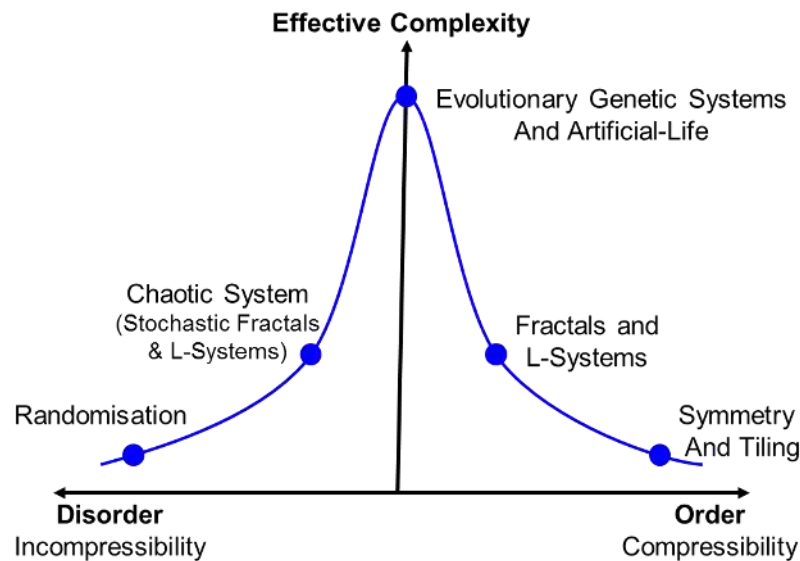 Effective Complexity
Evolutionary Genetic Systems
And Artificial-Life
Chaotic System
(Stochastic Fractals
& L-Systems)
Fractals and
L-Systems
Randomisation
Symmetry
And Tiling
Disorder
Incompressibility
Order
Compressibility